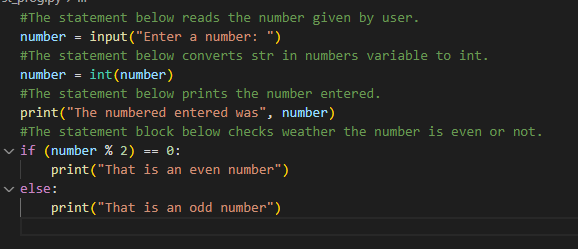 #The statement below reads the number given by user.
number = input("Enter a number: ")
#The statement below converts str in numbers variable to int.
number = int(number)
#The statement below prints the number entered.
print("The numbered entered was", number)
#The statement block below checks weather the number is even or not.
if (number % 2) == 0:
    print("That is an even number")
else:
    print("That is an odd number")